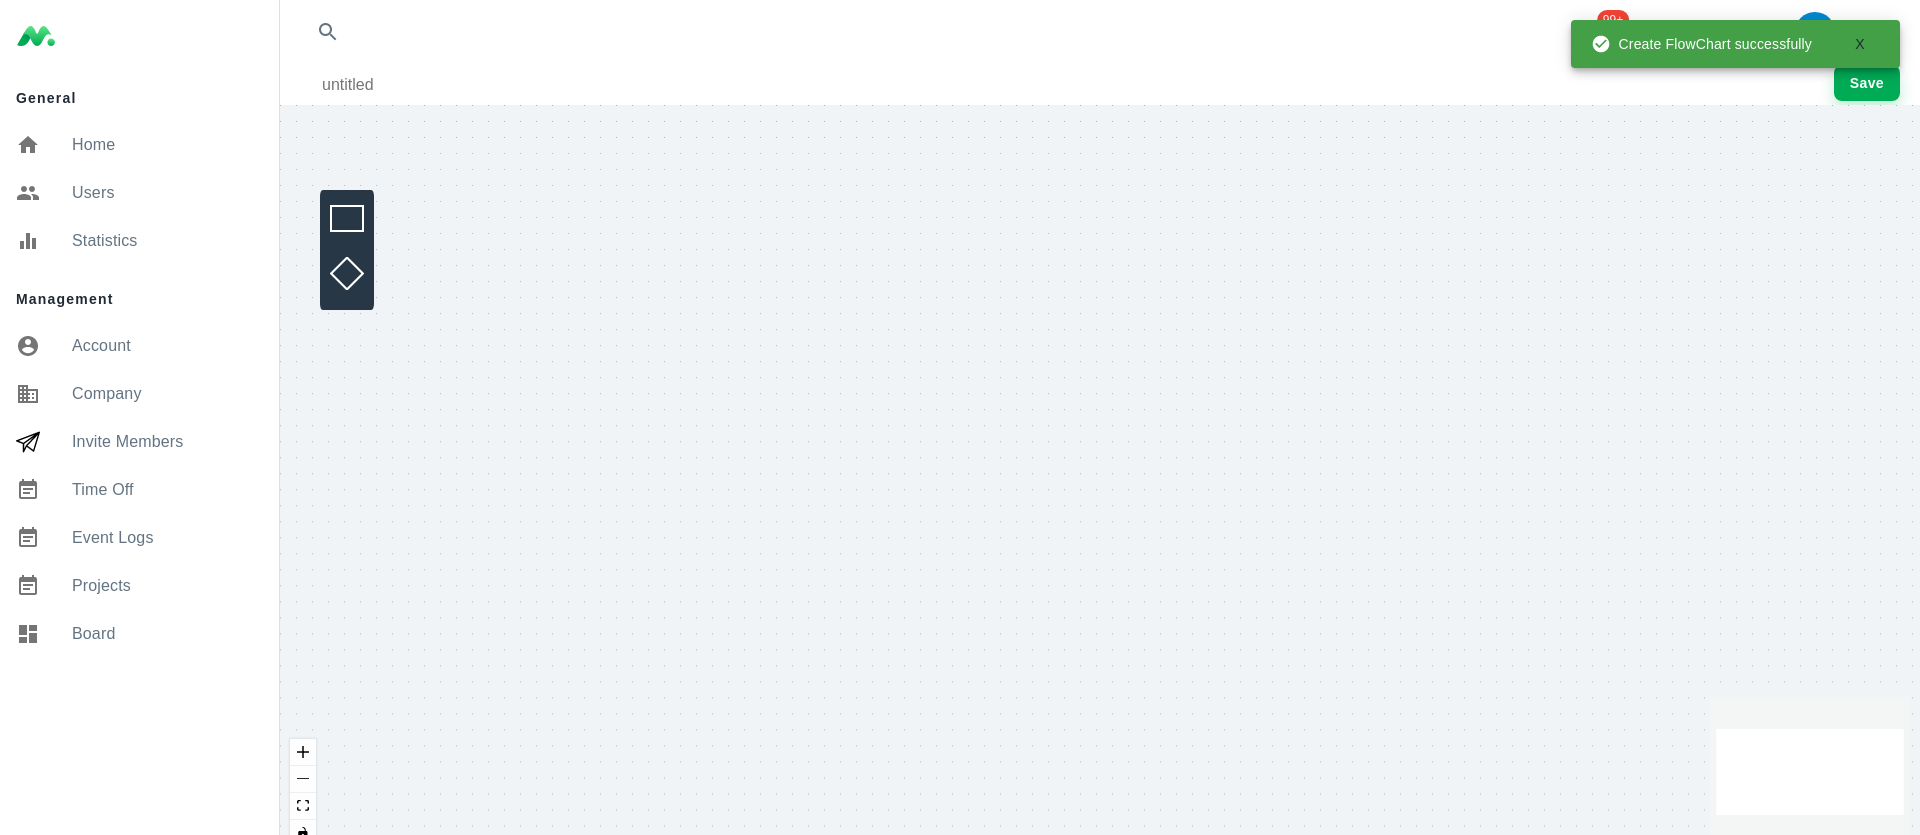 General
Home
Users
Statistics
Management
Account
Company
Invite Members
Time Off
Event Logs
Projects
Board
untitled
Create FlowChart successfully X
Save